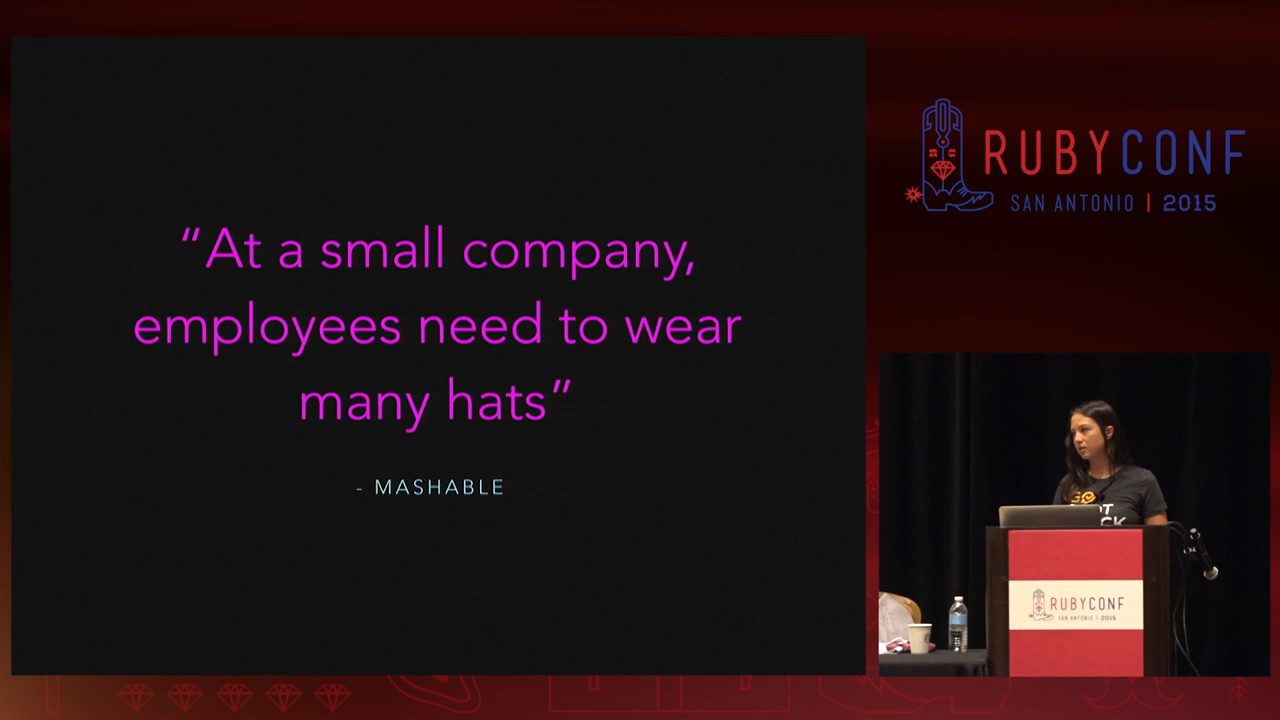 “At a small company,
employees need to wear
many hats”
- MASHABLE
RUBYCONF
SAN ANTONIO | 2015
RUBYCONF
SAN ANTONIO | 2015